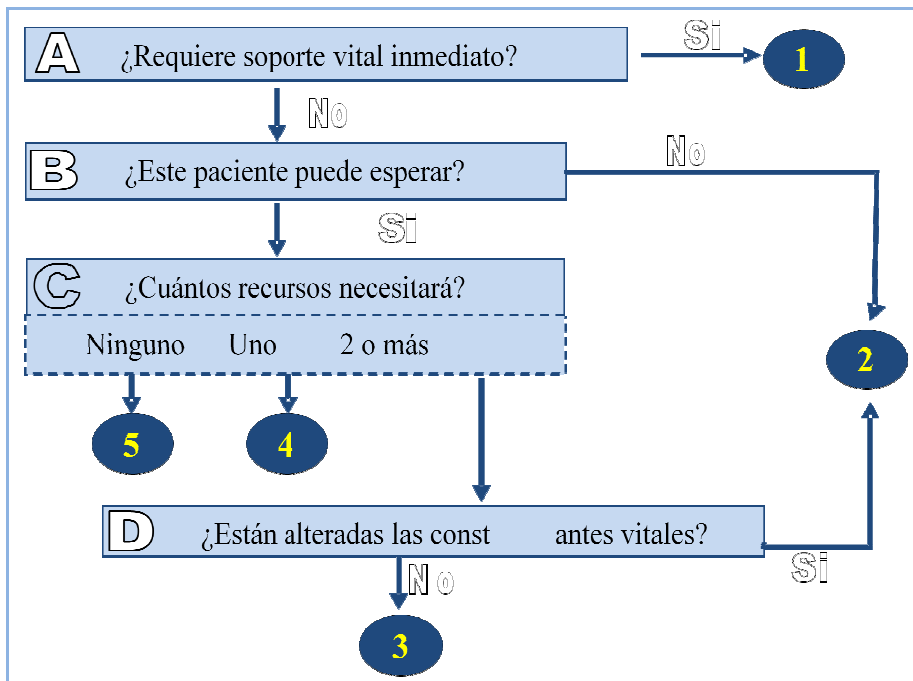 A ¿Requiere soporte vital inmediato?
Si
1
No
B ¿Este paciente puede esperar?
No
Si
C ¿Cuántos recursos necesitará?
Ninguno Uno 2 o más
2
5
4
D ¿Están alteradas las const antes vitales?
Si
No
3